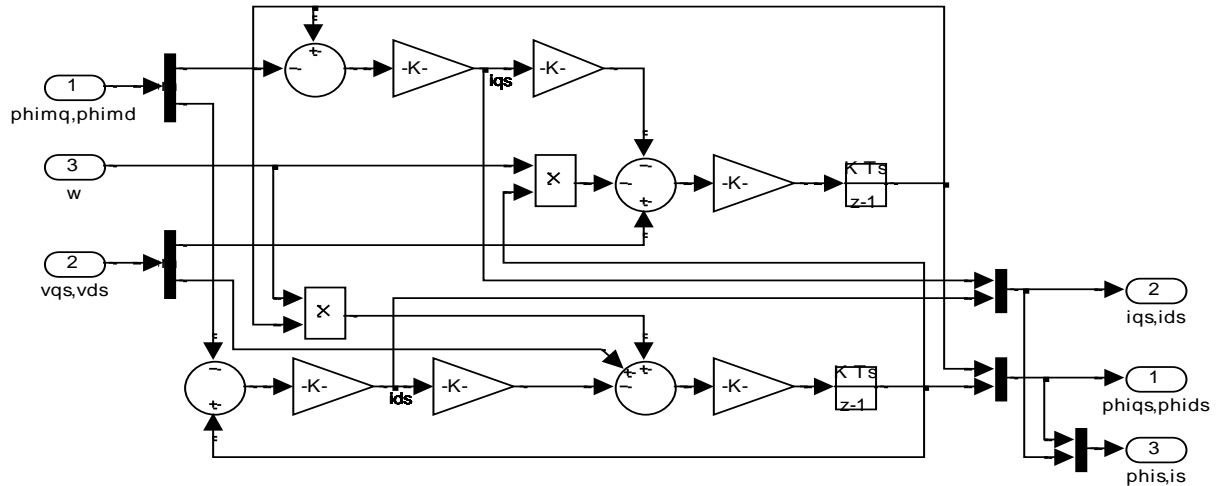 1
phimq,phimd
3
w
2
vqs,vds
+
−
-K-
iqs
-K-
×
−
−
+
-K-
K Ts
z-1
×
−
+
-K-
ids
-K-
+
+
−
-K-
K Ts
z-1
2
iqs,ids
1
phiqs,phids
3
phis,is